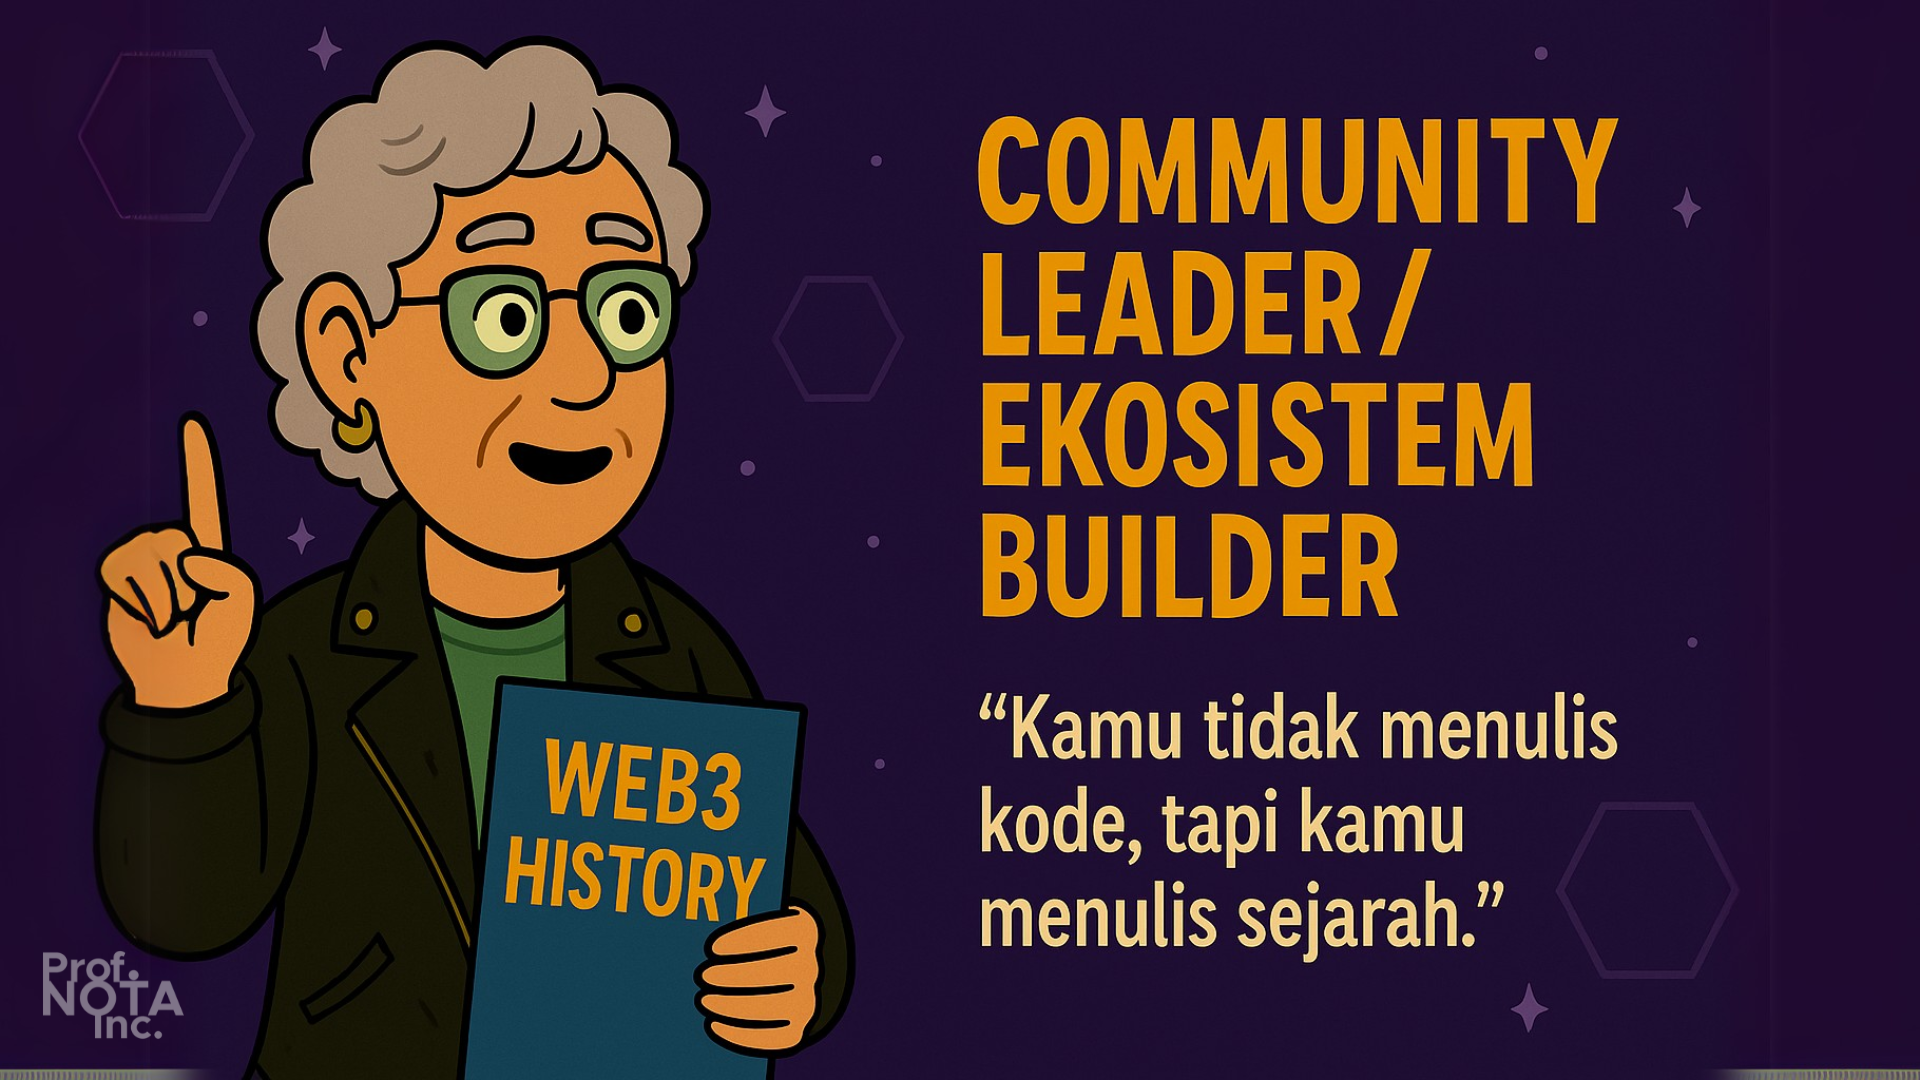 COMMUNITY
LEADER /
EKOSISTEM
BUILDER
“Kamu tidak menulis
kode, tapi kamu
menulis sejarah.”
WEB3
HISTORY
Prof.
NOTA
Inc.